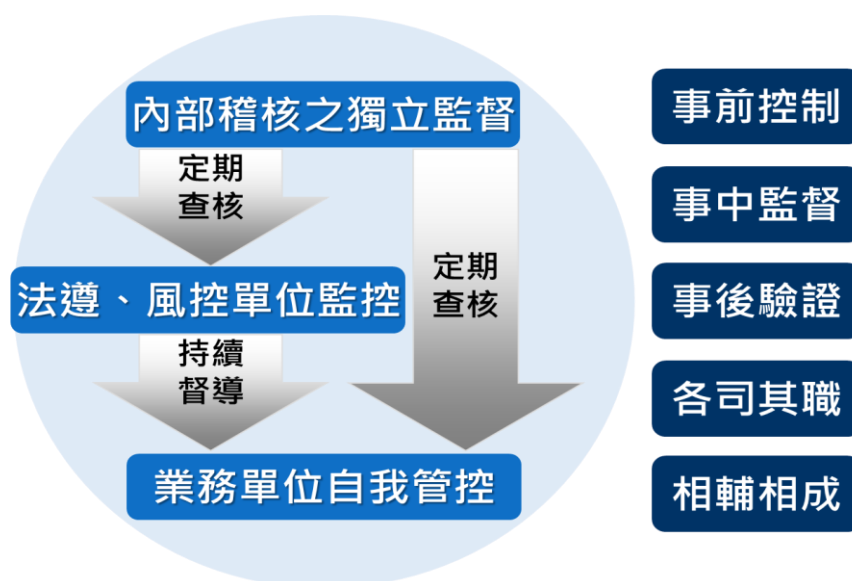 內部稽核之獨立監督
定期
查核
法遵、風控單位監控
定期
查核
持續
督導
業務單位自我管控
事前控制
事中監督
事後驗證
各司其職
相輔相成